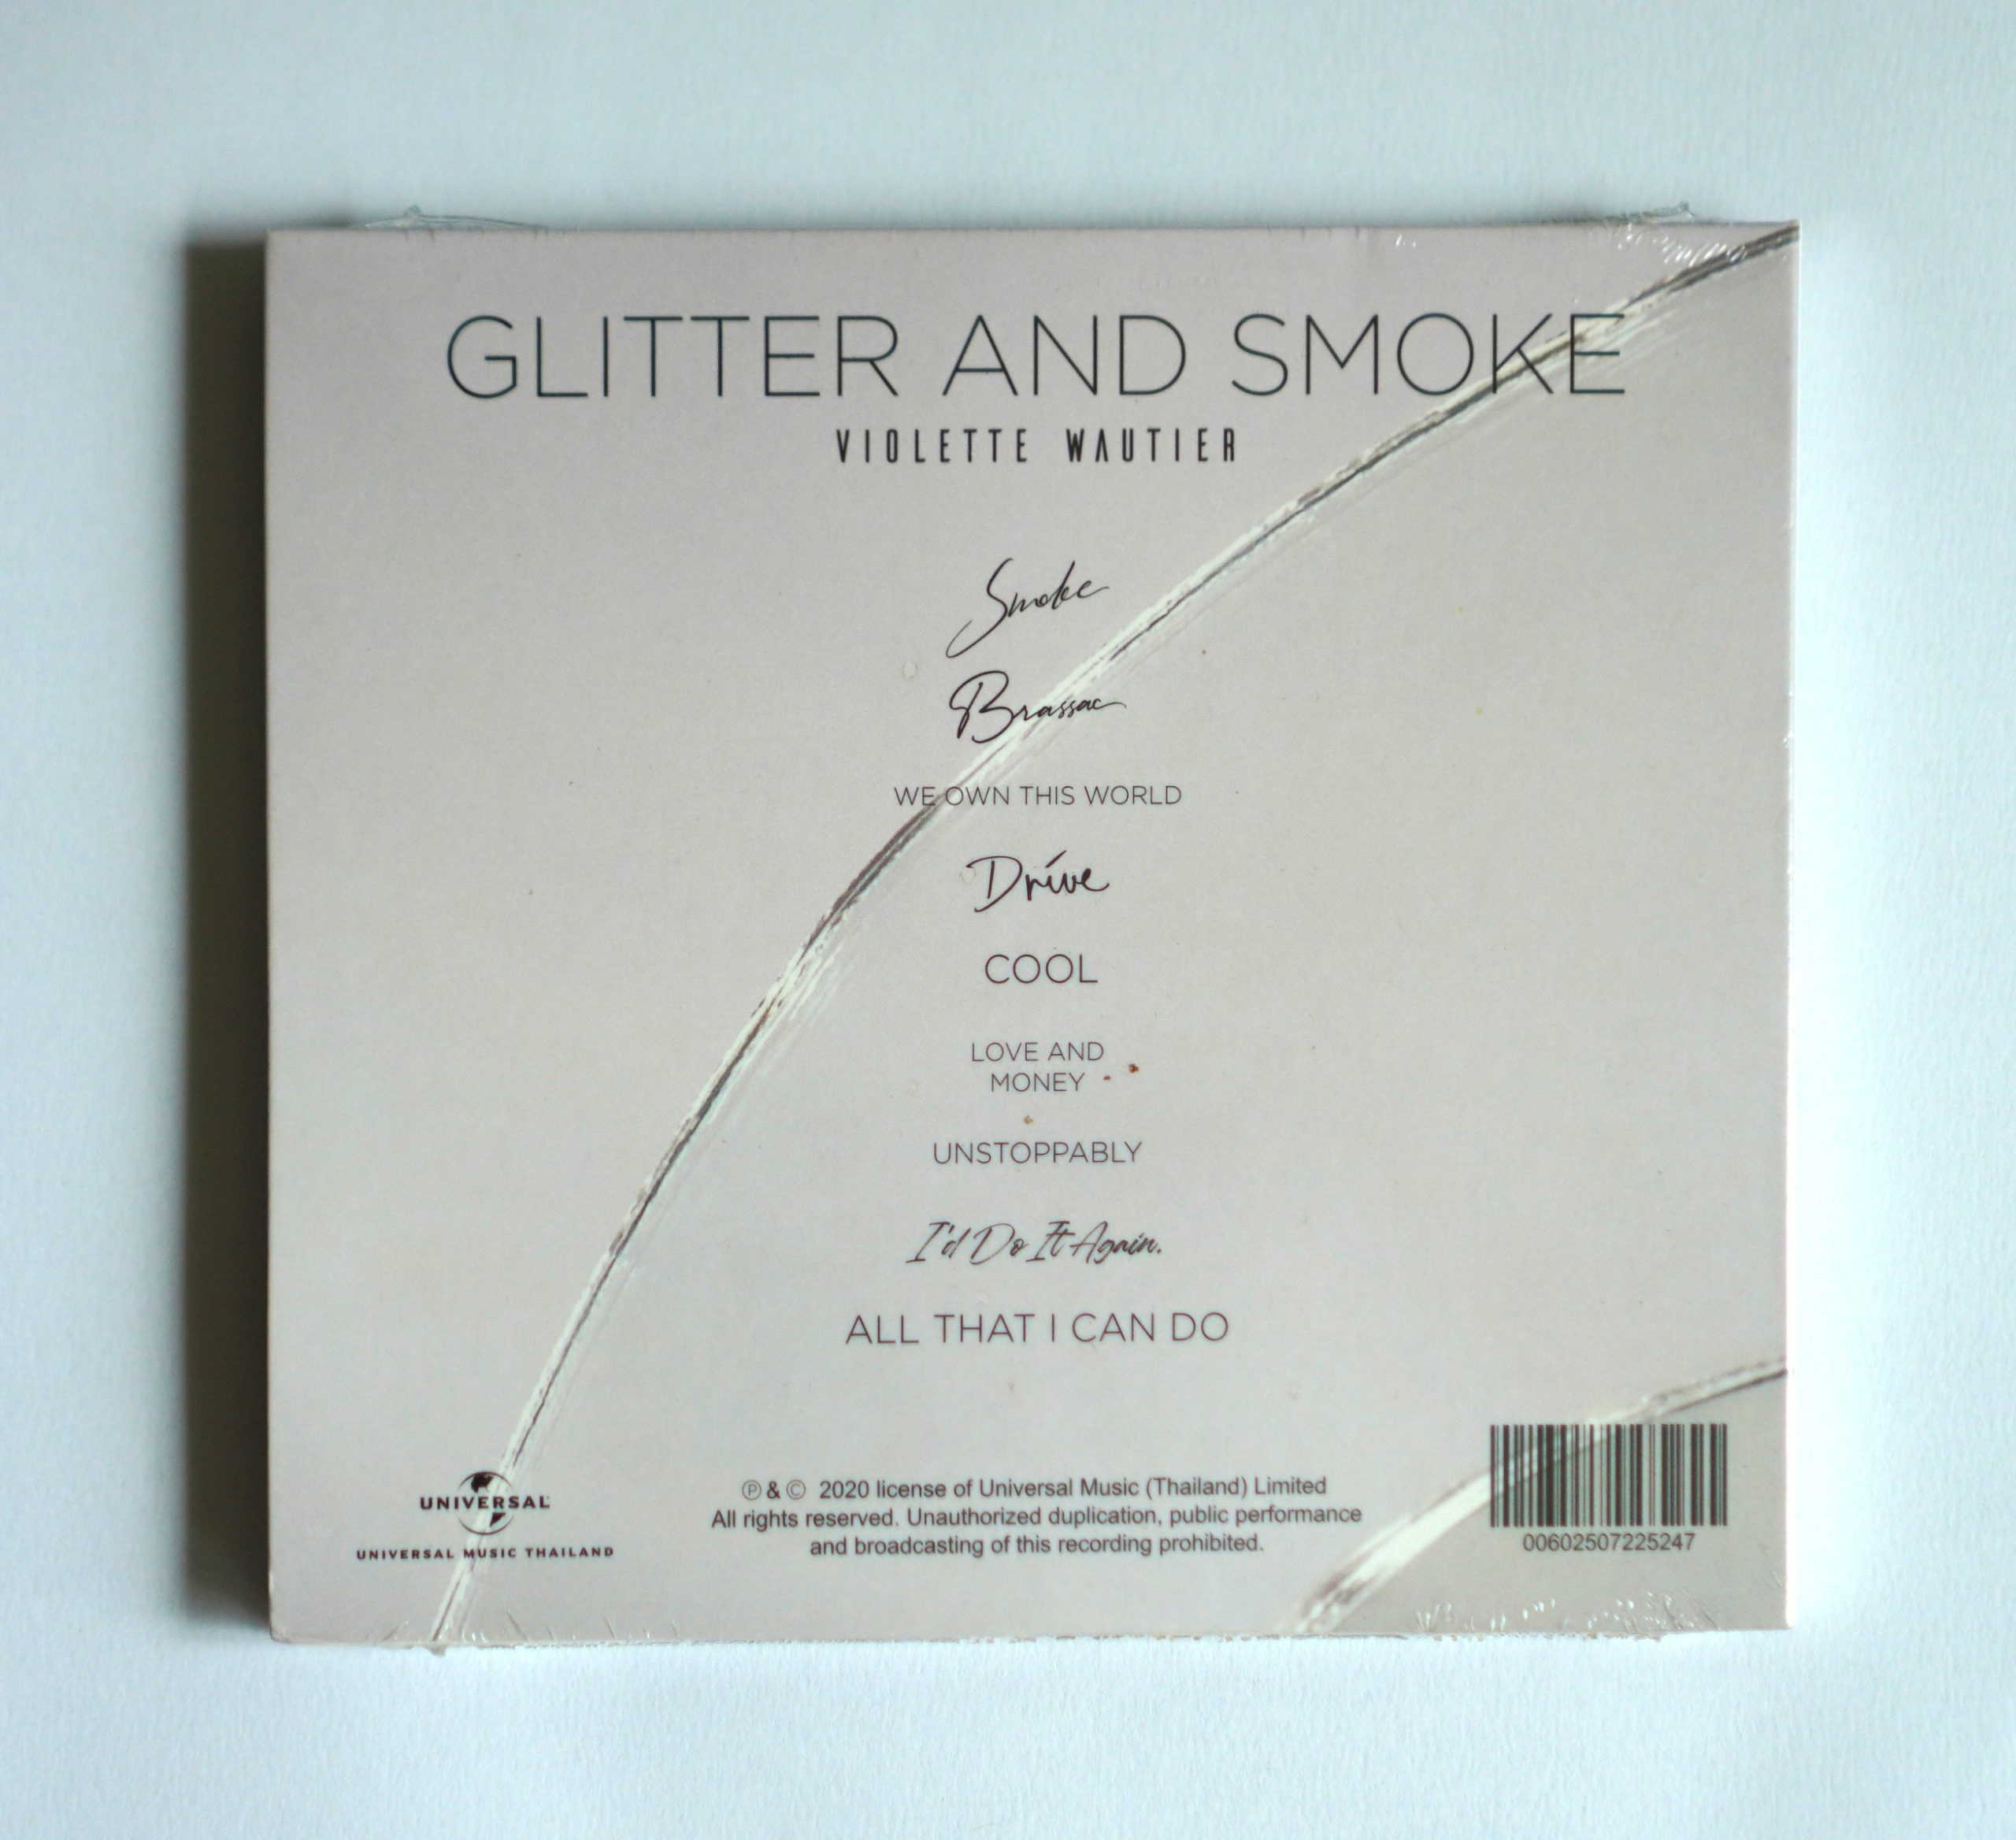 GLITTER AND SMOKE
VIOLETTE WAUTIER
Smoke
Brassac
WE OWN THIS WORLD
Drive
COOL
LOVE AND
MONEY
UNSTOPPABLY
I'd Do It Again.
ALL THAT I CAN DO
UNIVERSAL
UNIVERSAL MUSIC THAILAND
℗ & © 2020 license of Universal Music (Thailand) Limited
All rights reserved. Unauthorized duplication, public performance
and broadcasting of this recording prohibited.
00602507225247